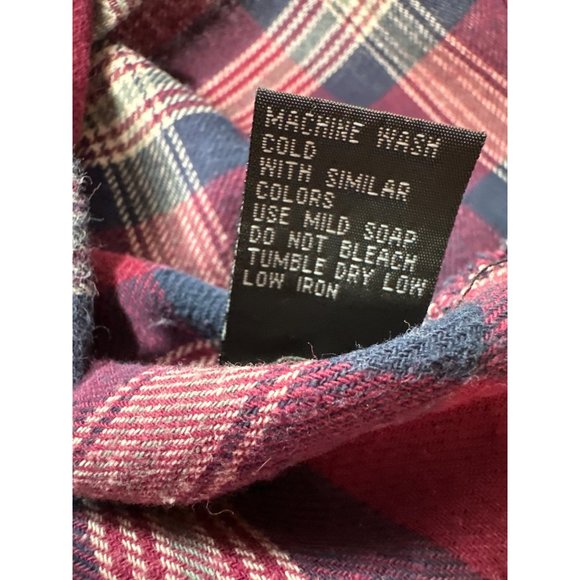 MACHINE WASH
COLD
WITH SIMILAR
COLORS
USE MILD SOAP
DO NOT BLEACH
TUMBLE DRY LOW
LOW IRON